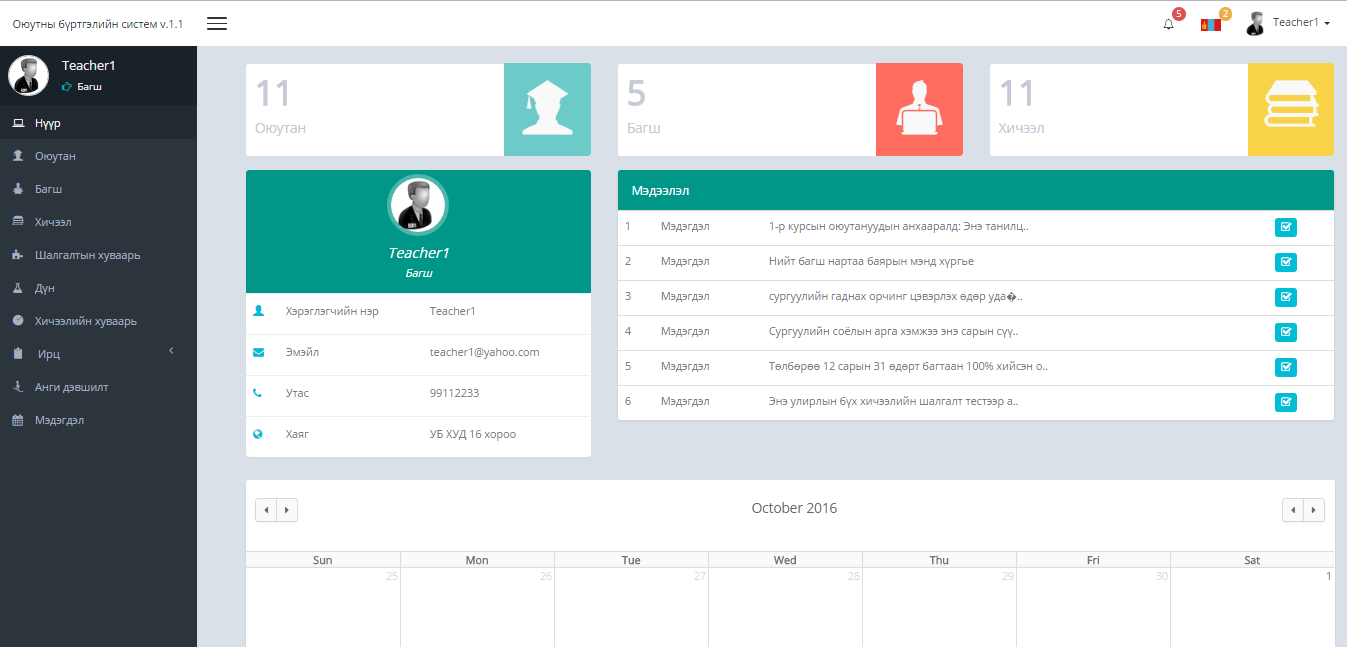 Оюутны бүртгэлийн систем v.1.1
5
2
Teacher1
Teacher1
Багш
Нүүр
Оюутан
Багш
Хичээл
Шалгалтын хуваарь
Дүн
Хичээлийн хуваарь
Ирц
Анги дэвшилт
Мэдэгдэл
11
Оюутан
5
Багш
11
Хичээл
Teacher1
Багш
Хэрэглэгчийн нэр Teacher1
Эмэйл teacher1@yahoo.com
Утас 99112233
Хаяг УБ ХУД 16 хороо
Мэдээлэл
1 Мэдэгдэл 1-р курсын оюутануудын анхааралд: Энэ танилц..
2 Мэдэгдэл Нийт багш нартаа баярын мэнд хүргье
3 Мэдэгдэл сургуулийн гаднах орчинг цэвэрлэх өдөр уда�..
4 Мэдэгдэл Сургуулийн соёлын арга хэмжээ энэ сарын сүү..
5 Мэдэгдэл Төлбөрөө 12 сарын 31 өдөрт багтаан 100% хийсэн о..
6 Мэдэгдэл Энэ улирлын бүх хичээлийн шалгалт тестээр а..
October 2016
Sun Mon Tue Wed Thu Fri Sat
25 26 27 28 29 30 1